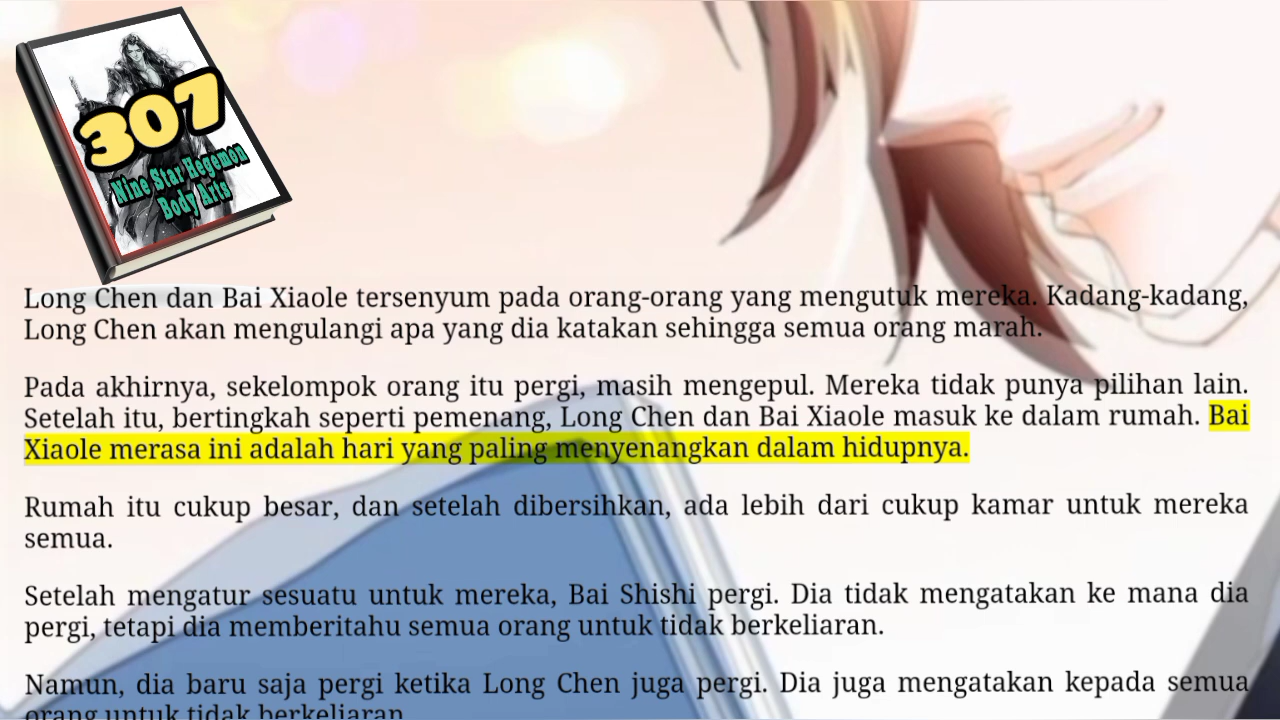 307
Nine Star Hegemon
Body Arts
Long Chen dan Bai Xiaole tersenyum pada orang-orang yang mengutuk mereka. Kadang-kadang,
Long Chen akan mengulangi apa yang dia katakan sehingga semua orang marah.
Pada akhirnya, sekelompok orang itu pergi, masih mengepul. Mereka tidak punya pilihan lain.
Setelah itu, bertingkah seperti pemenang, Long Chen dan Bai Xiaole masuk ke dalam rumah. Bai
Xiaole merasa ini adalah hari yang paling menyenangkan dalam hidupnya.
Rumah itu cukup besar, dan setelah dibersihkan, ada lebih dari cukup kamar untuk mereka
semua.
Setelah mengatur sesuatu untuk mereka, Bai Shishi pergi. Dia tidak mengatakan ke mana dia
pergi, tetapi dia memberitahu semua orang untuk tidak berkeliaran.
Namun, dia baru saja pergi ketika Long Chen juga pergi. Dia juga mengatakan kepada semua
orang untuk tidak berkeliaran